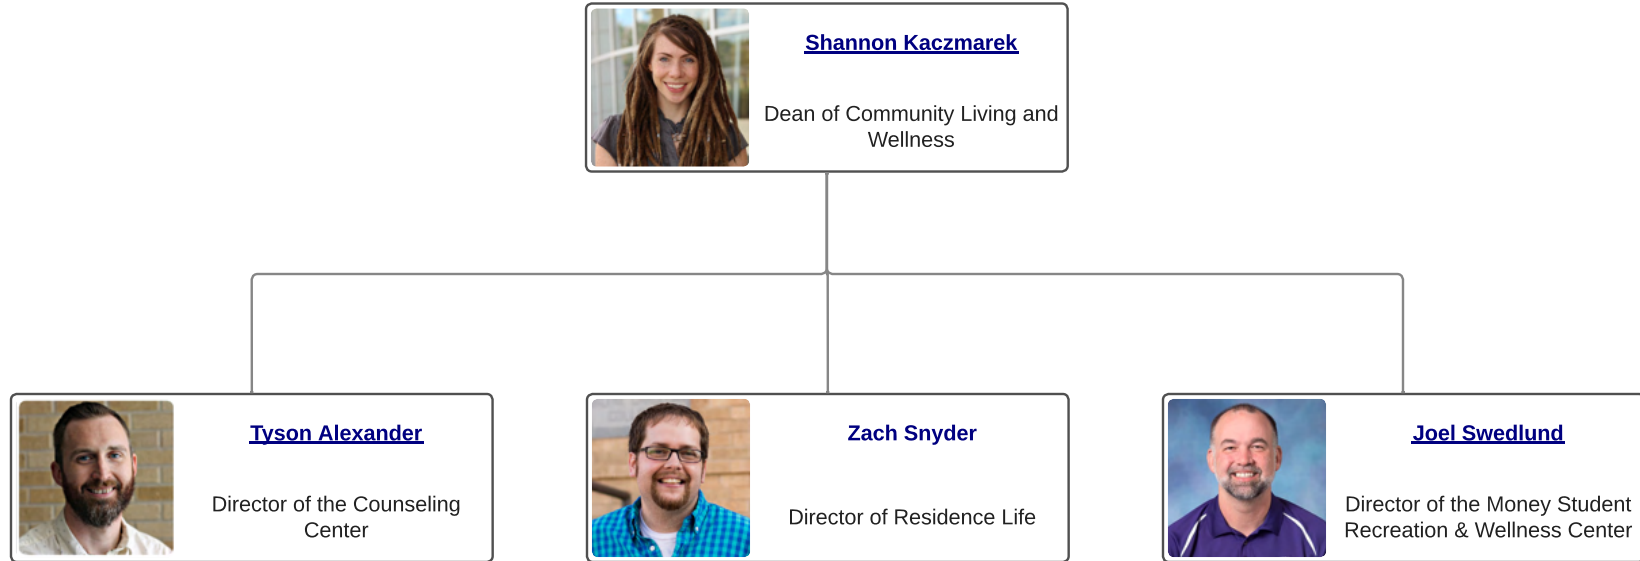 Shannon Kaczmarek
Dean of Community Living and
Wellness
Tyson Alexander
Director of the Counseling
Center
Zach Snyder
Director of Residence Life
Joel Swedlund
Director of the Money Student
Recreation & Wellness Center